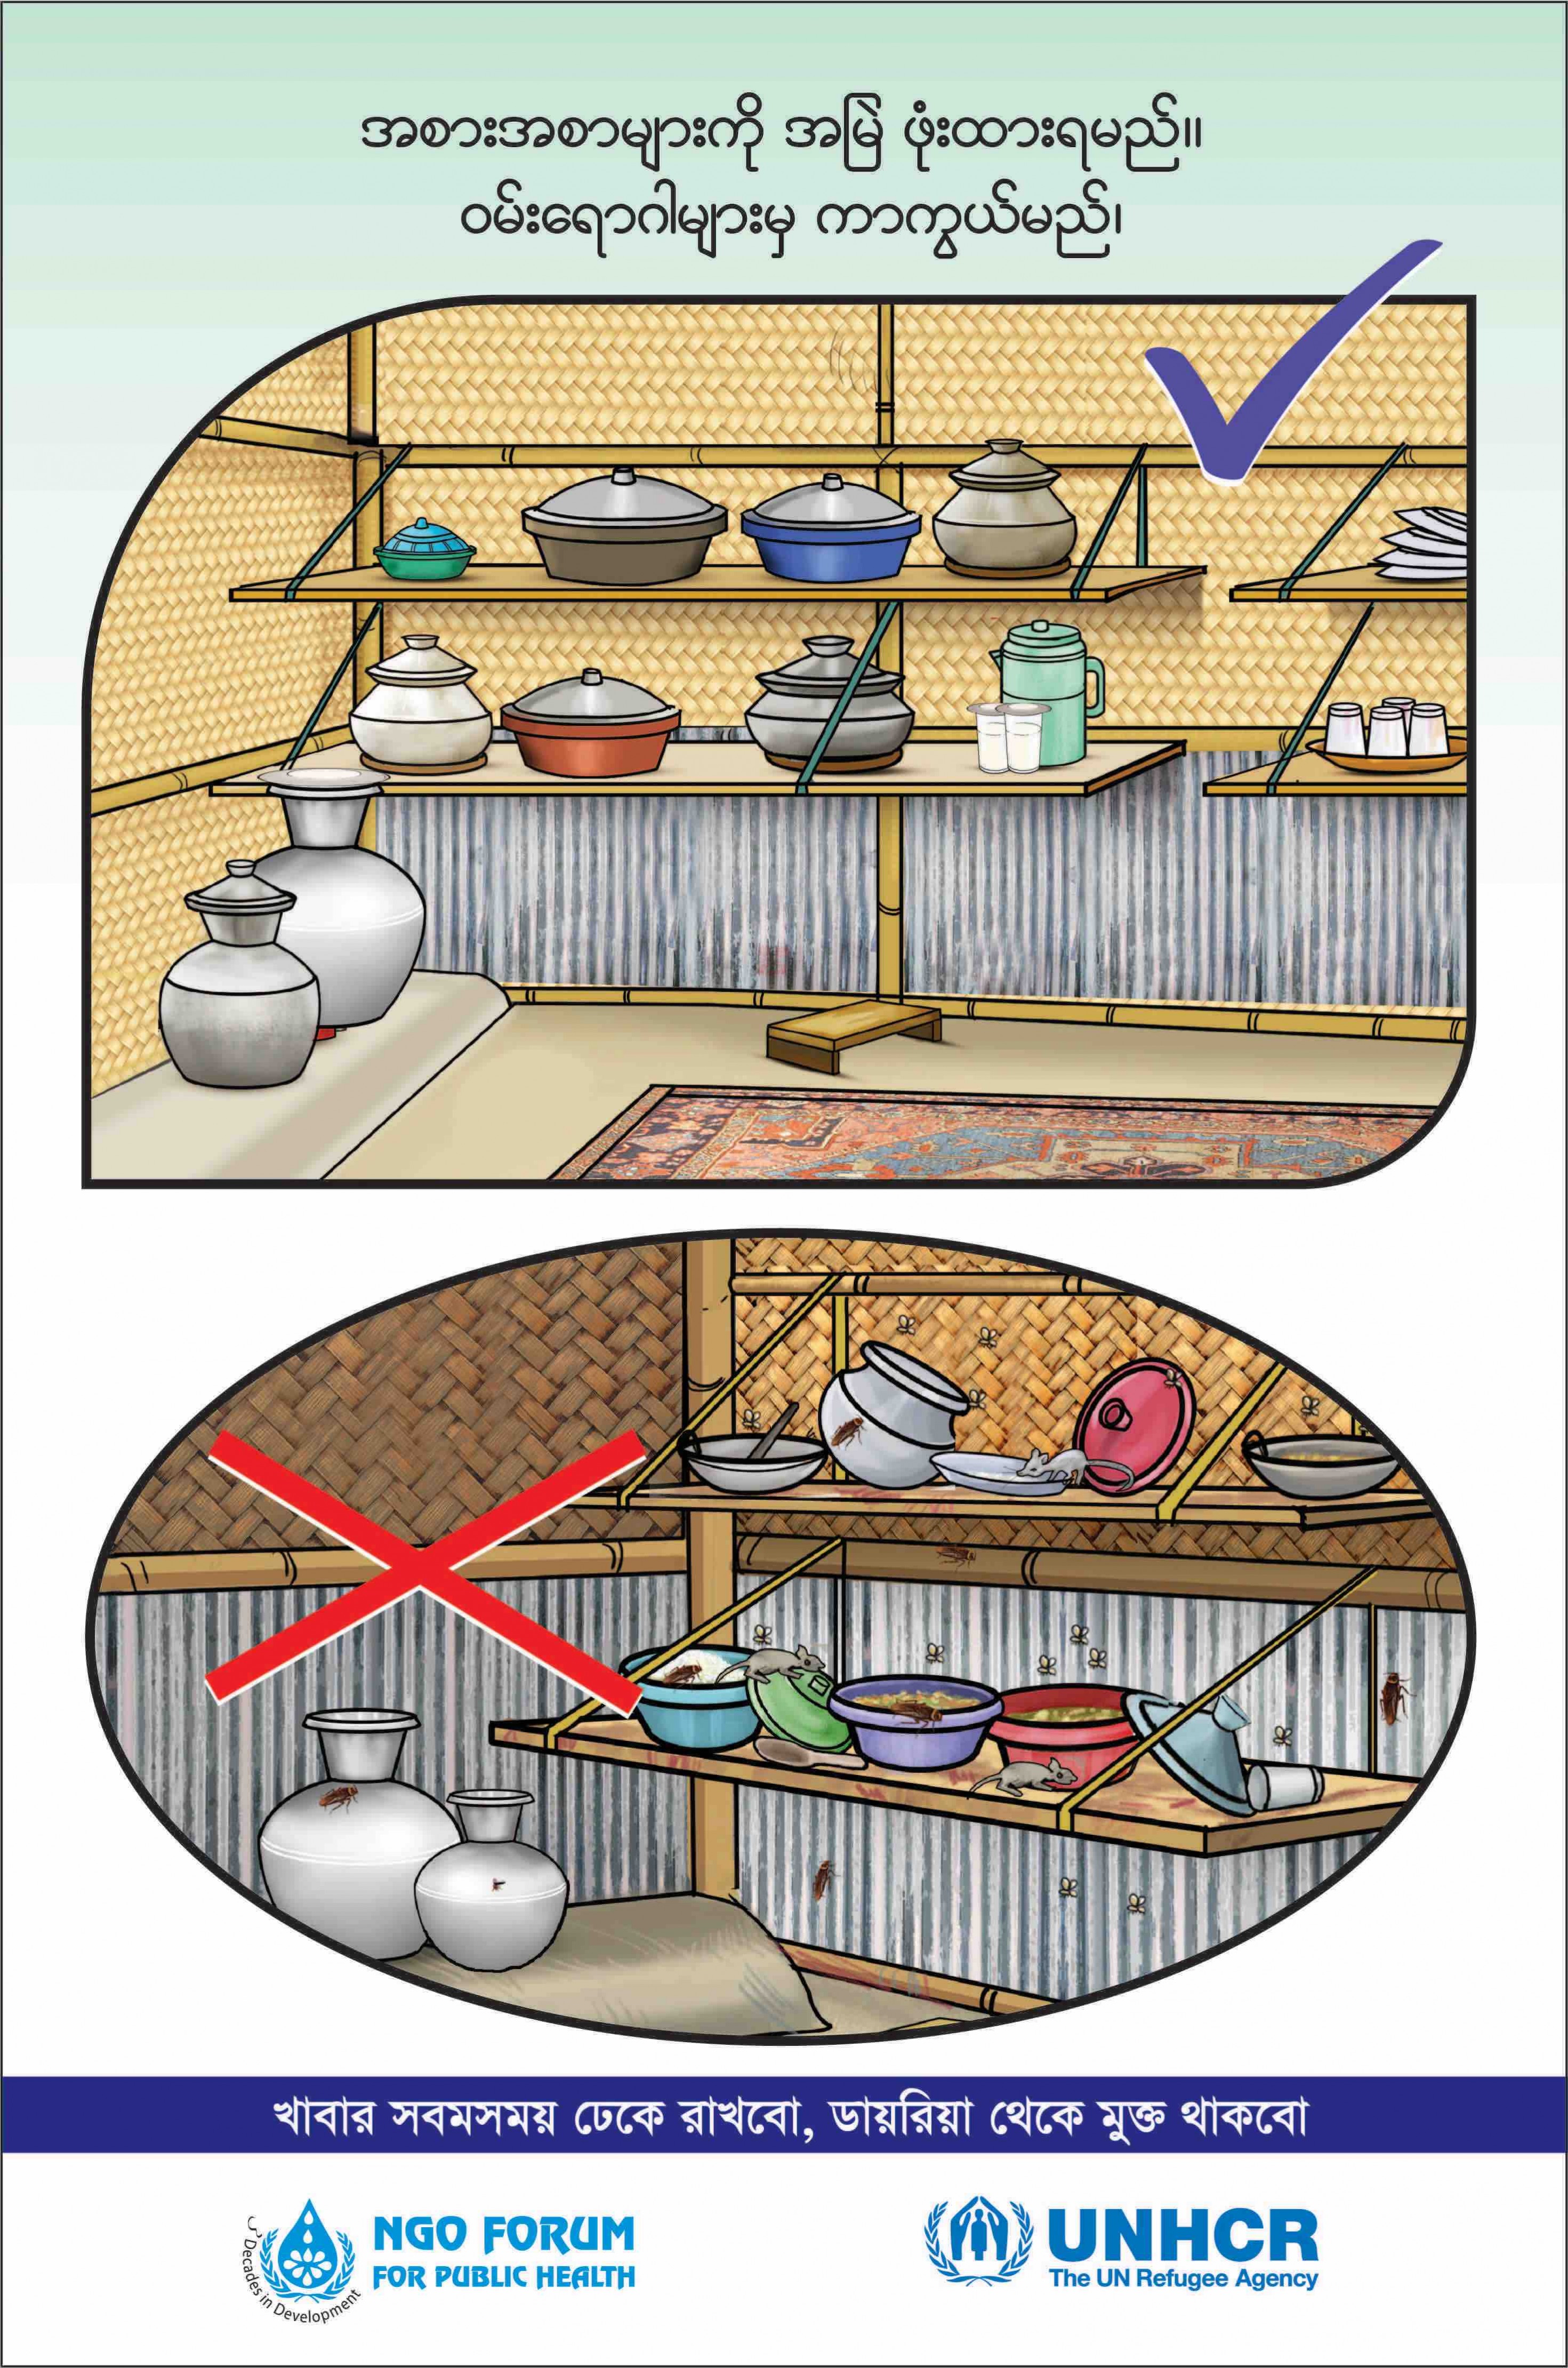 အစားအစာများကို အမြဲ ဖုံးထားရမည်။
ဝမ်းရောဂါများမှ ကာကွယ်မည်၊
খাবার সবমসময় ঢেকে রাখবো, ডায়রিয়া থেকে মুক্ত থাকবো
Decades in Development
NGO FORUM
FOR PUBLIC HEALTH
UNHCR
The UN Refugee Agency